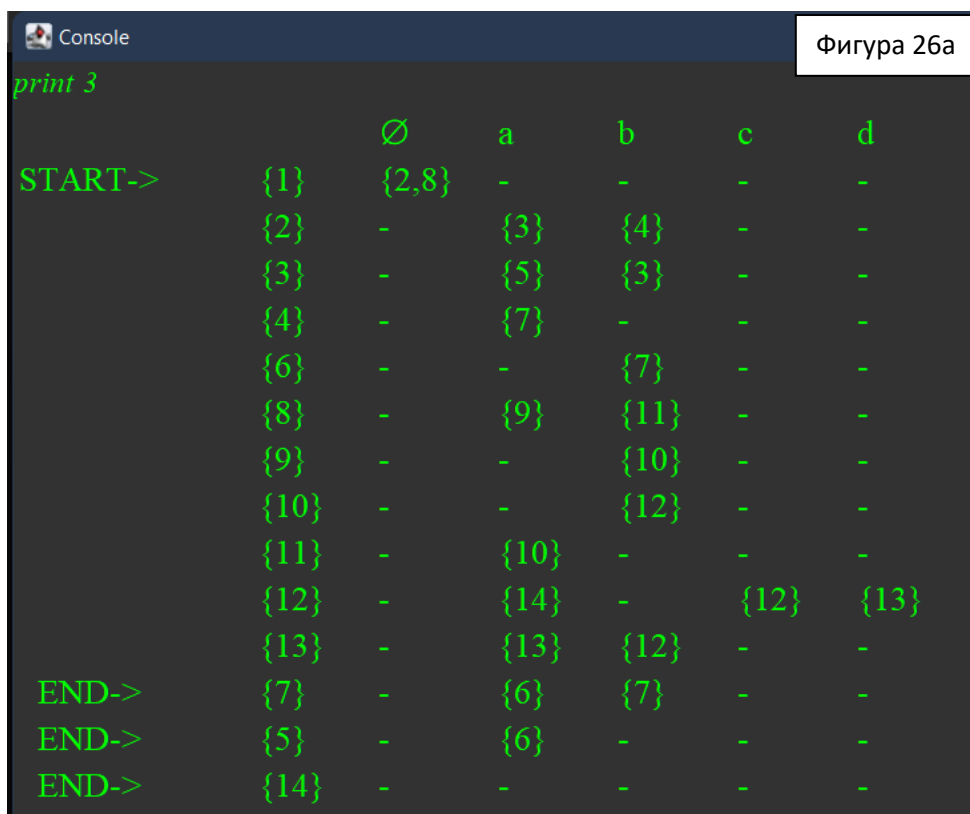 Console
Фигура 26а
print 3
∅ a b c d
START-> {1} {2,8} - - - -
{2} - {3} {4} - -
{3} - {5} {3} - -
{4} - {7} - - -
{6} - - {7} - -
{8} - {9} {11} - -
{9} - - {10} - -
{10} - - {12} - -
{11} - {10} - - -
{12} - {14} - {12} {13}
{13} - {13} {12} - -
END-> {7} - {6} {7} - -
END-> {5} - {6} - - -
END-> {14} - - - - -